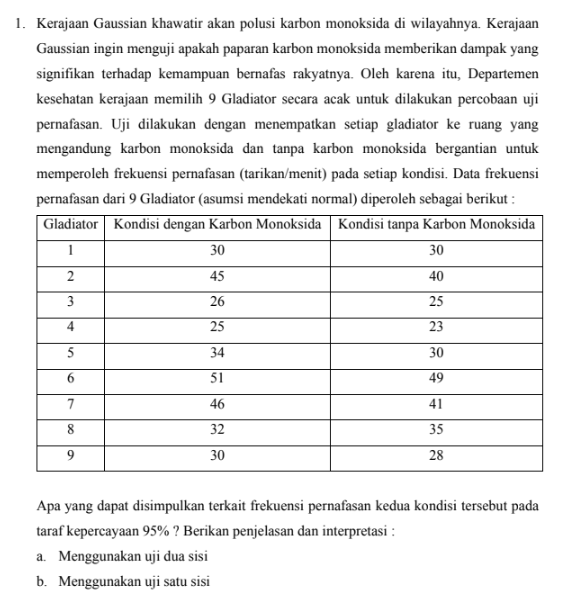 1. Kerajaan Gaussian khawatir akan polusi karbon monoksida di wilayahnya. Kerajaan
Gaussian ingin menguji apakah paparan karbon monoksida memberikan dampak yang
signifikan terhadap kemampuan bernafas rakyatnya. Oleh karena itu, Departemen
kesehatan kerajaan memilih 9 Gladiator secara acak untuk dilakukan percobaan uji
pernafasan. Uji dilakukan dengan menempatkan setiap gladiator ke ruang yang
mengandung karbon monoksida dan tanpa karbon monoksida bergantian untuk
memperoleh frekuensi pernafasan (tarikan/menit) pada setiap kondisi. Data frekuensi
pernafasan dari 9 Gladiator (asumsi mendekati normal) diperoleh sebagai berikut :
Gladiator Kondisi dengan Karbon Monoksida Kondisi tanpa Karbon Monoksida
1 30 30
2 45 40
3 26 25
4 25 23
5 34 30
6 51 49
7 46 41
8 32 35
9 30 28
Apa yang dapat disimpulkan terkait frekuensi pernafasan kedua kondisi tersebut pada
taraf kepercayaan 95% ? Berikan penjelasan dan interpretasi :
a. Menggunakan uji dua sisi
b. Menggunakan uji satu sisi